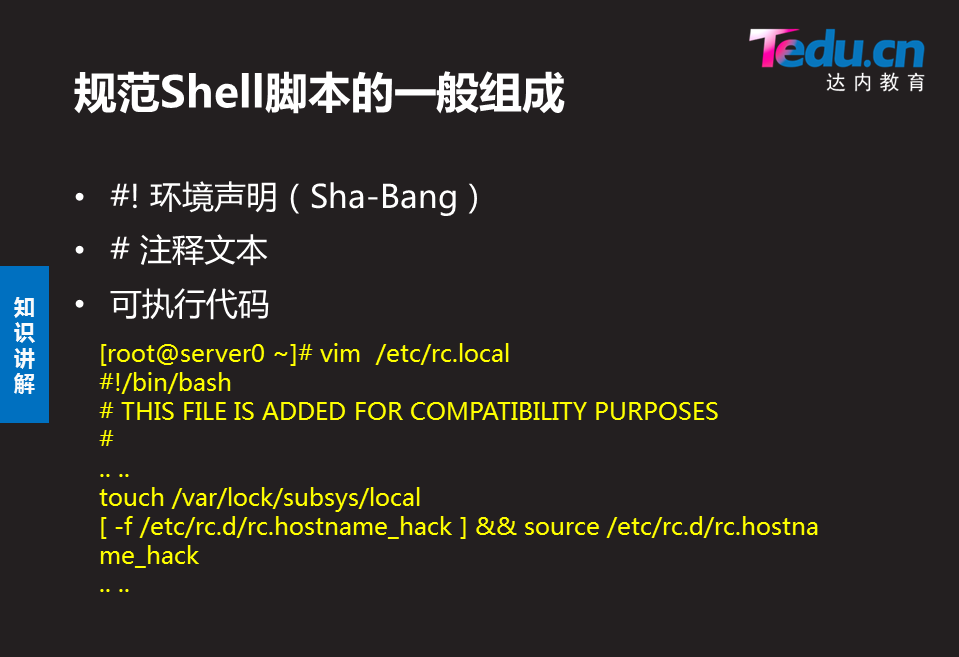 Tedu.cn
达内教育
规范Shell脚本的一般组成
• #! 环境声明（Sha-Bang）
• # 注释文本
• 可执行代码
知识讲解
[root@server0 ~]# vim  /etc/rc.local
#!/bin/bash
# THIS FILE IS ADDED FOR COMPATIBILITY PURPOSES
#
.. ..
touch /var/lock/subsys/local
[ -f /etc/rc.d/rc.hostname_hack ] && source /etc/rc.d/rc.hostna
me_hack
.. ..